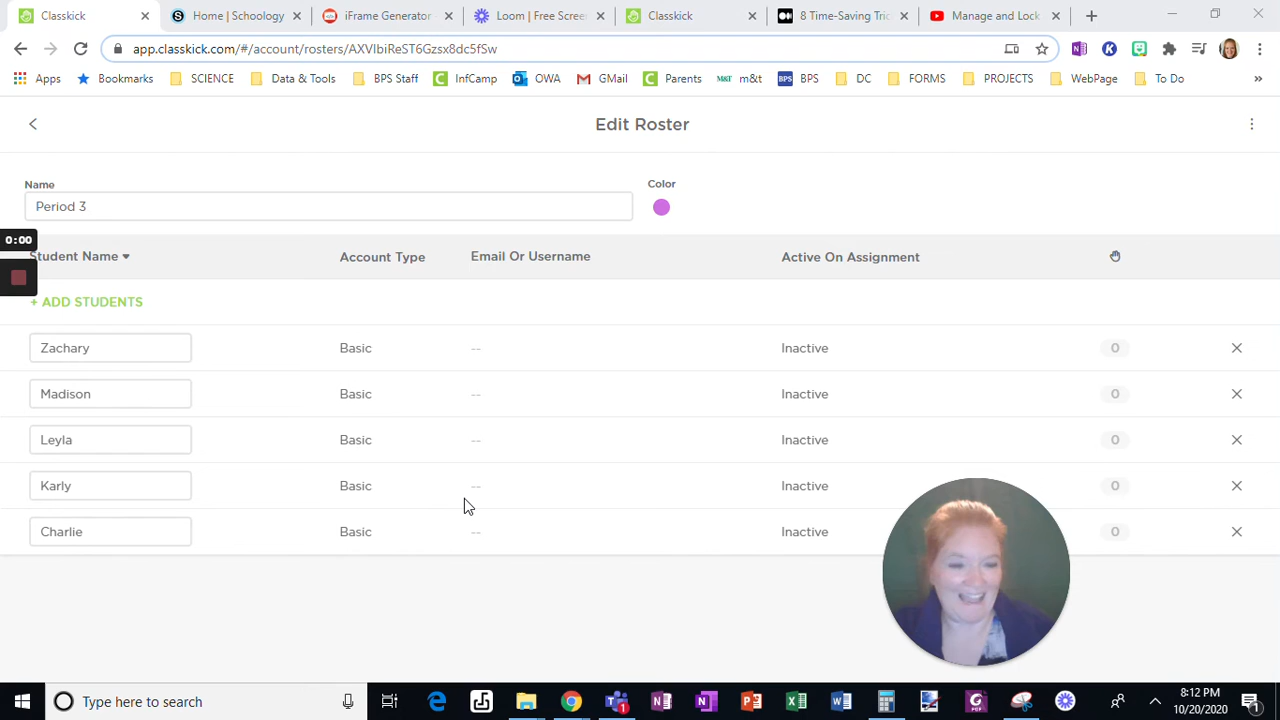 Classkick
Home | Schoology
iFrame Generator
Loom | Free Scree
Classkick
8 Time-Saving Tric
Manage and Lock
app.classkick.com/#/account/rosters/AXVIbiReST6Gzsx8dc5fSw
Apps
Bookmarks
SCIENCE
Data & Tools
BPS Staff
InfCamp
OWA
GMail
Parents
m&t
BPS
DC
FORMS
PROJECTS
WebPage
To Do
»
Edit Roster
Name
Color
Period 3
0:00
Student Name
Account Type
Email Or Username
Active On Assignment
+ ADD STUDENTS
Zachary Basic -- Inactive 0
Madison Basic -- Inactive 0
Leyla Basic -- Inactive 0
Karly Basic -- Inactive 0
Charlie Basic -- Inactive 0
Type here to search
8:12 PM
10/20/2020